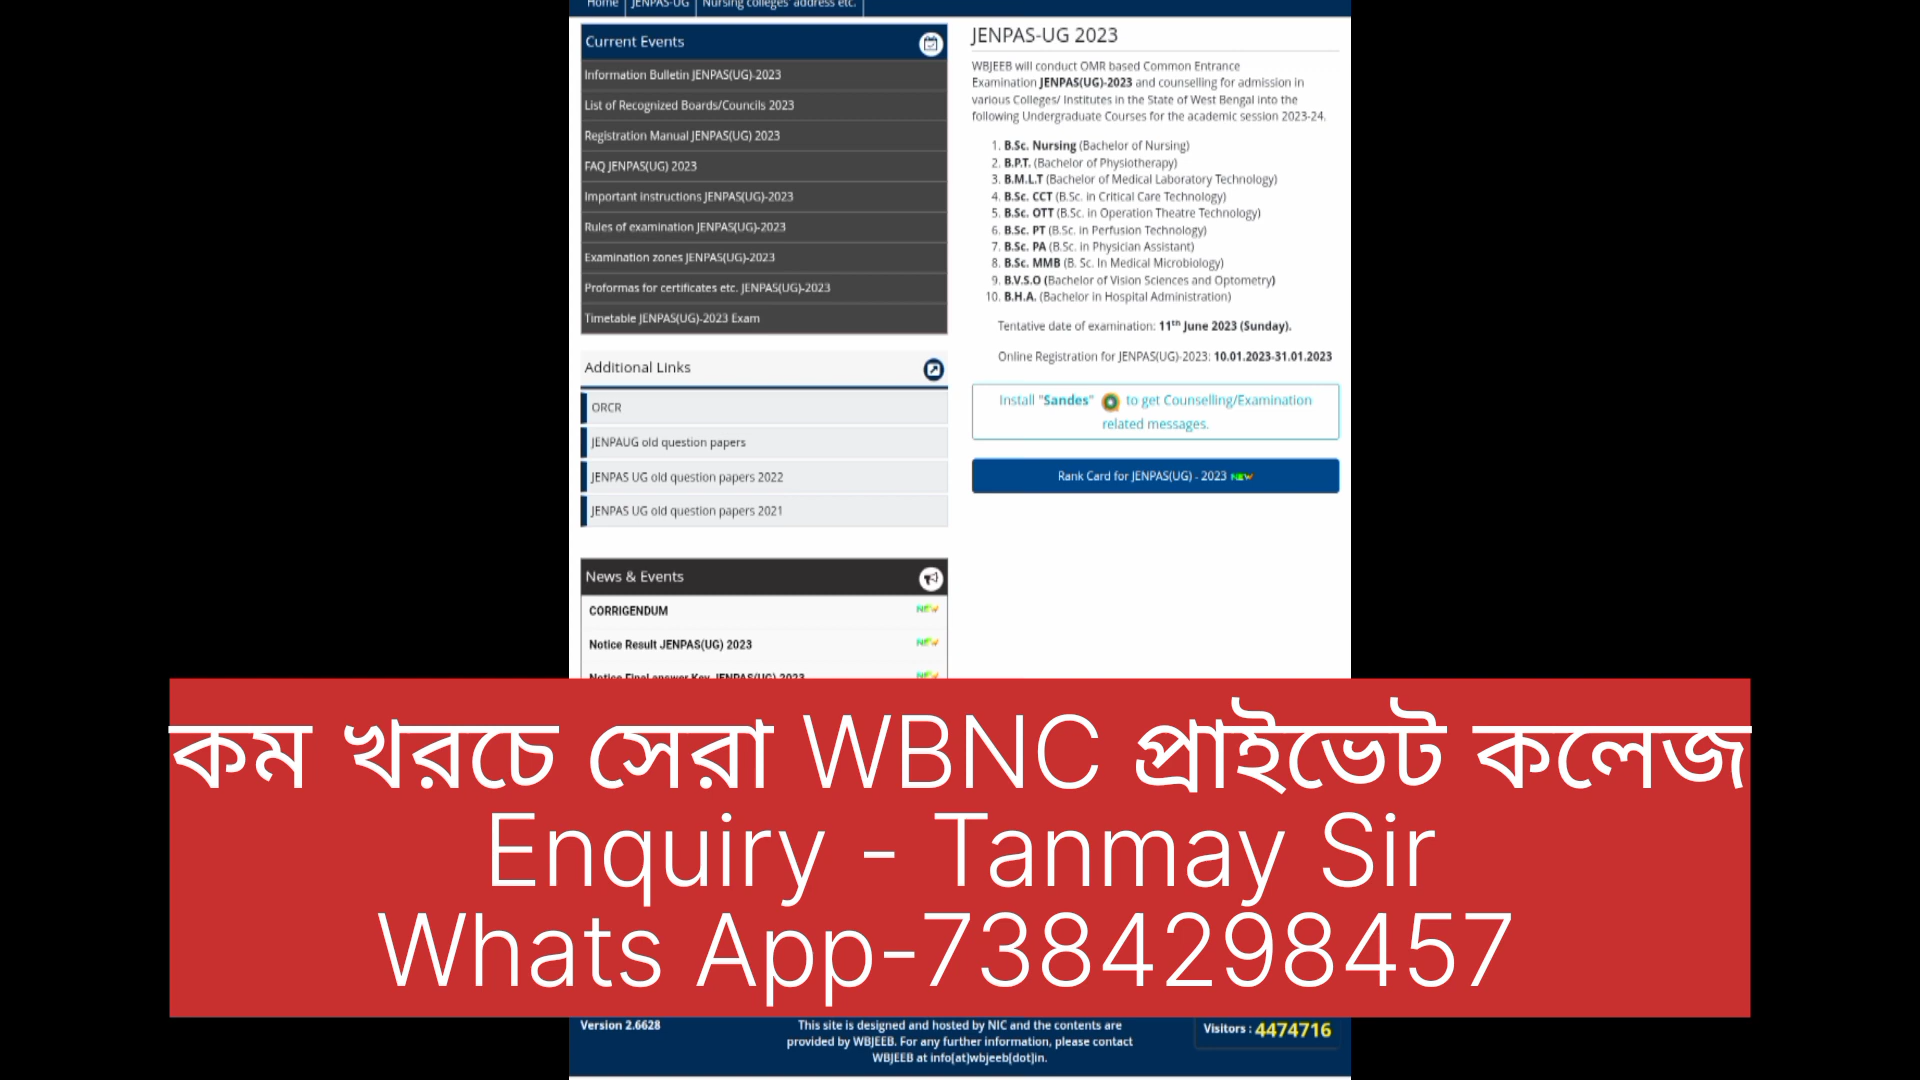 Home JENPAS-UG Nursing colleges' address etc.
Current Events
Information Bulletin JENPAS(UG)-2023
List of Recognized Boards/Councils 2023
Registration Manual JENPAS(UG) 2023
FAQ JENPAS(UG) 2023
Important instructions JENPAS(UG)-2023
Rules of examination JENPAS(UG)-2023
Examination zones JENPAS(UG)-2023
Proformas for certificates etc. JENPAS(UG)-2023
Timetable JENPAS(UG)-2023 Exam
Additional Links
ORCR
JENPAUG old question papers
JENPAS UG old question papers 2022
JENPAS UG old question papers 2021
News & Events
CORRIGENDUM NEW
Notice Result JENPAS(UG) 2023 NEW
Notice Final answer Key JENPAS(UG) 2023 NEW
JENPAS-UG 2023
WBJEEB will conduct OMR based Common Entrance
Examination JENPAS(UG)-2023 and counselling for admission in
various Colleges/ Institutes in the State of West Bengal into the
following Undergraduate Courses for the academic session 2023-24.
1. B.Sc. Nursing (Bachelor of Nursing)
2. B.P.T. (Bachelor of Physiotherapy)
3. B.M.L.T (Bachelor of Medical Laboratory Technology)
4. B.Sc. CCT (B.Sc. in Critical Care Technology)
5. B.Sc. OTT (B.Sc. in Operation Theatre Technology)
6. B.Sc. PT (B.Sc. in Perfusion Technology)
7. B.Sc. PA (B.Sc. in Physician Assistant)
8. B.Sc. MMB (B. Sc. In Medical Microbiology)
9. B.V.S.O (Bachelor of Vision Sciences and Optometry)
10. B.H.A. (Bachelor in Hospital Administration)
Tentative date of examination: 11th June 2023 (Sunday).
Online Registration for JENPAS(UG)-2023: 10.01.2023-31.01.2023
Install "Sandes" to get Counselling/Examination
related messages.
Rank Card for JENPAS(UG) - 2023 NEW
কম খরচে সেরা WBNC প্রাইভেট কলেজ
Enquiry - Tanmay Sir
Whats App-7384298457
Version 2.6628
This site is designed and hosted by NIC and the contents are
provided by WBJEEB. For any further information, please contact
WBJEEB at info[at]wbjeeb[dot]in.
Visitors : 4474716